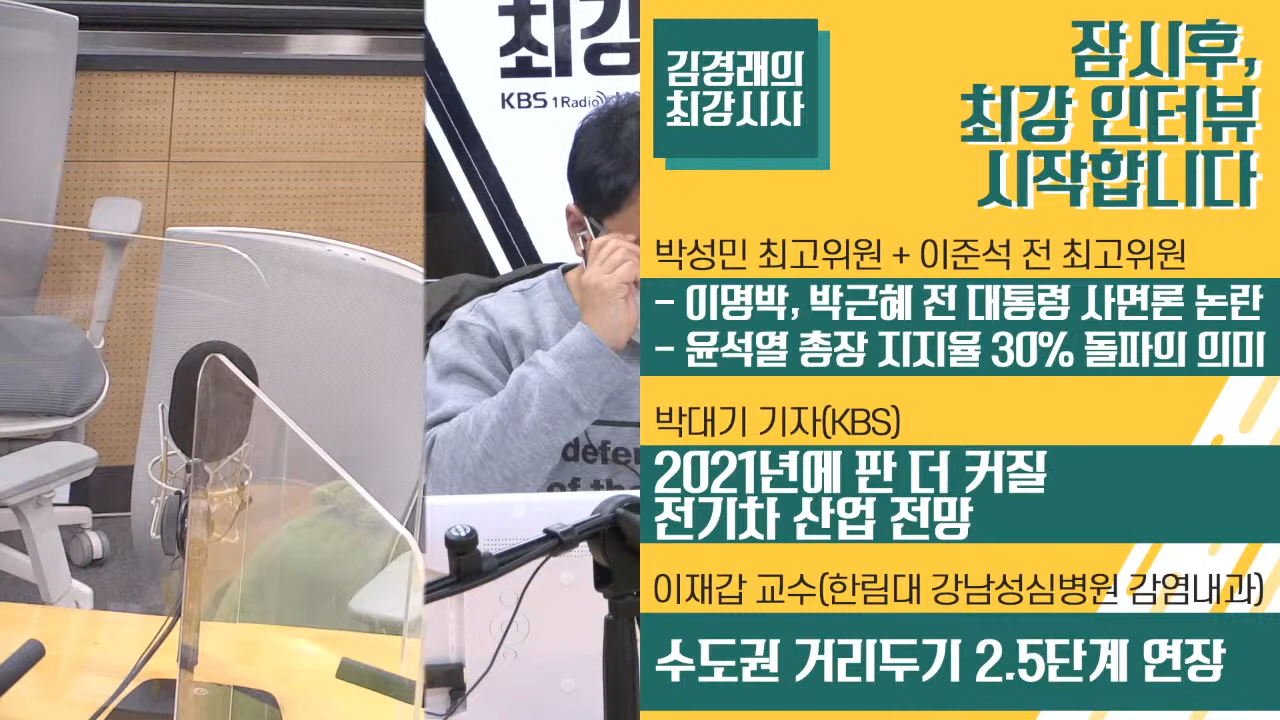 최강
KBS 1Radio
defen
of the
김경래의
최강시사
잠시후,
최강 인터뷰
시작합니다
박성민 최고위원 + 이준석 전 최고위원
- 이명박, 박근혜 전 대통령 사면론 논란
- 윤석열 총장 지지율 30% 돌파의 의미
박대기 기자(KBS)
2021년에 판 더 커질
전기차 산업 전망
이재갑 교수(한림대 강남성심병원 감염내과)
수도권 거리두기 2.5단계 연장